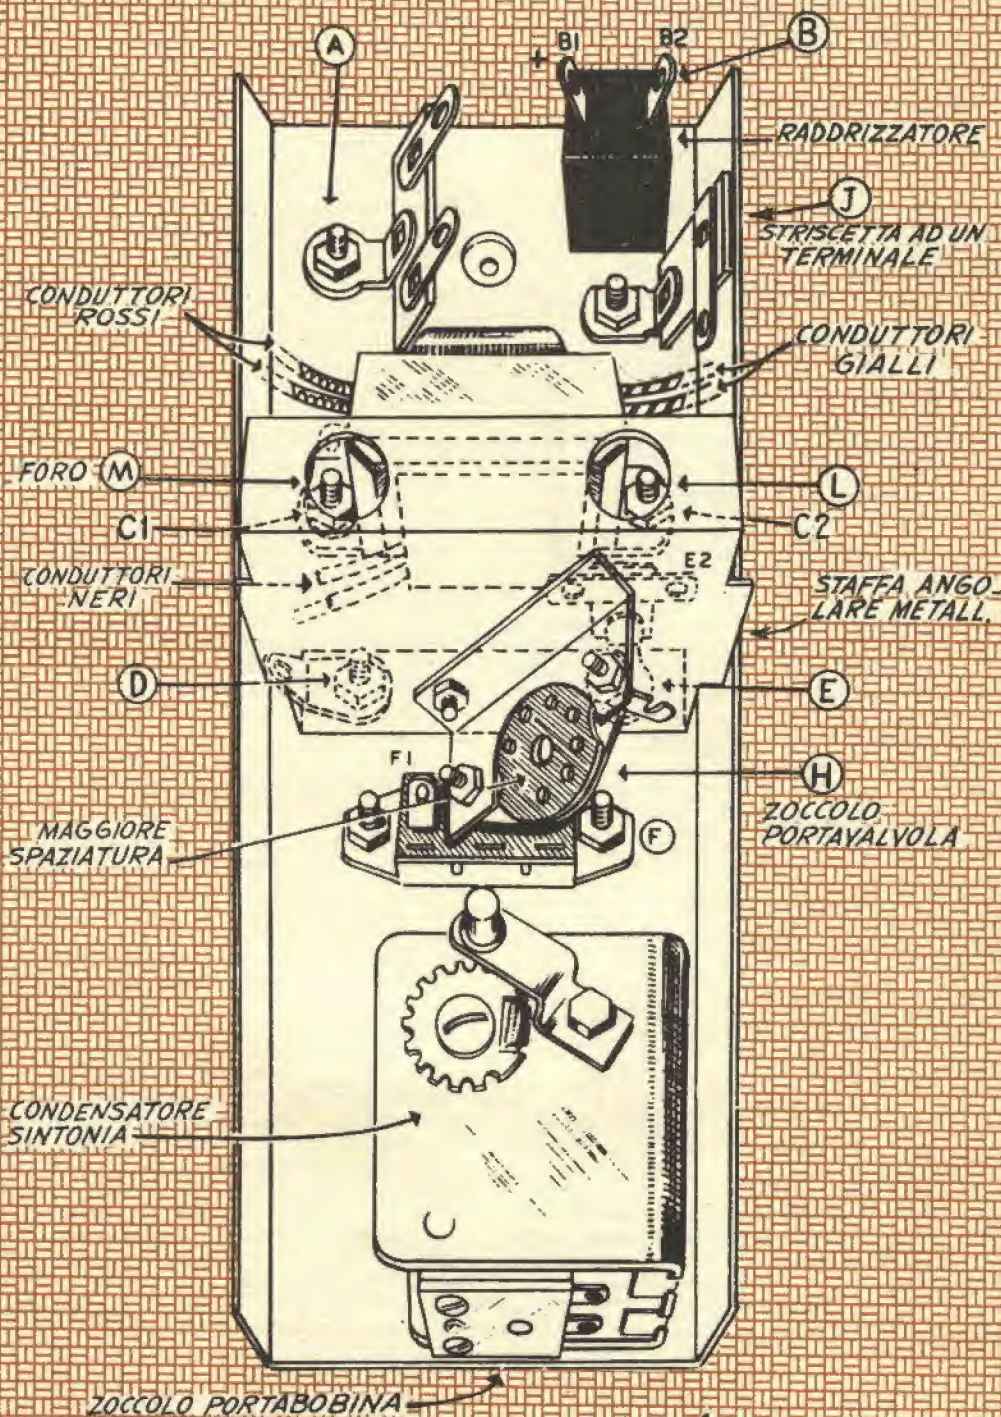 A
+ B1
B2
B
RADDRIZZATORE
J
STRISCETTA AD UN
TERMINALE
CONDUTTORI
ROSSI
CONDUTTORI
GIALLI
FORO M
L
C1
C2
CONDUTTORI
NERI
E2
STAFFA ANGO-
LARE METALL.
D
E
F1
H
ZOCCOLO
PORTAVALVOLA
MAGGIORE
SPAZIATURA
F
CONDENSATORE
SINTONIA
ZOCCOLO PORTABOBINA